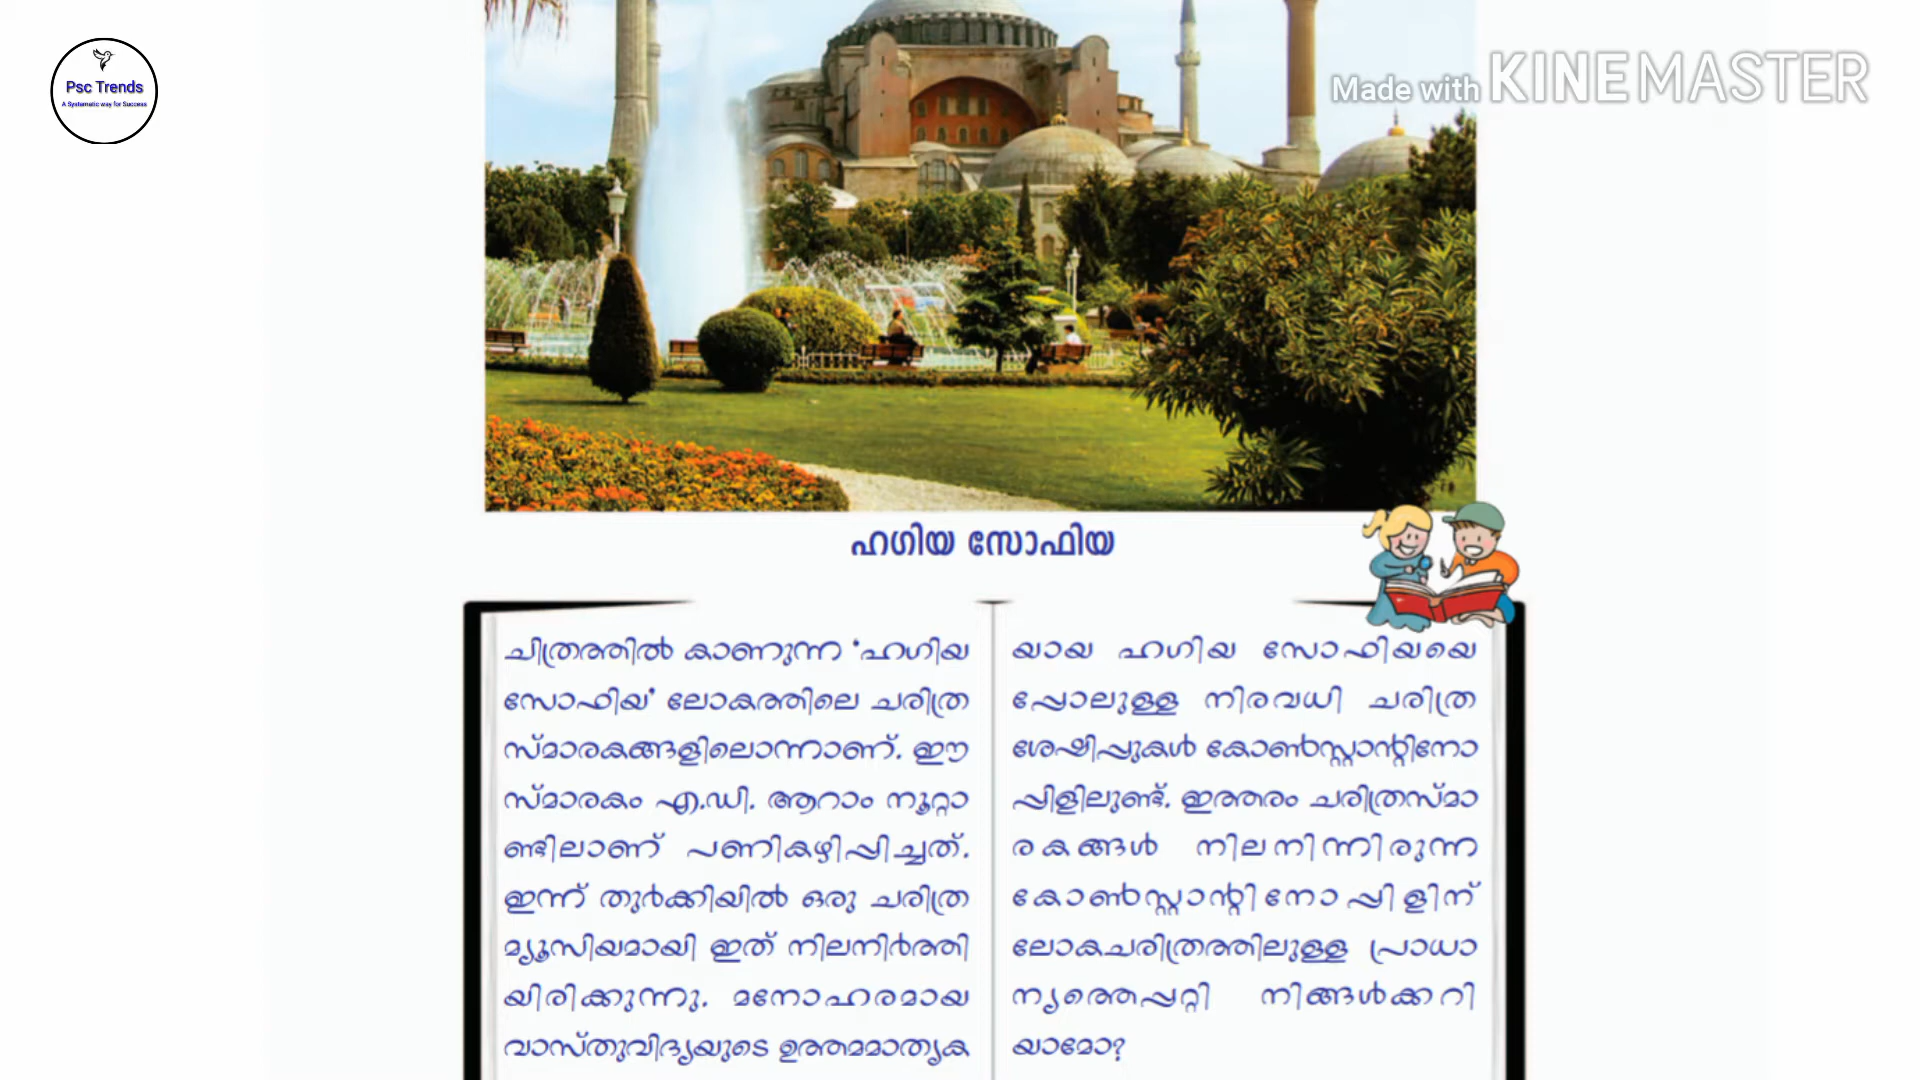 Psc Trends
A Systematic way for Success
Made with KINEMASTER
ഹഗിയ സോഫിയ
ചിത്രത്തിൽ കാണുന്ന 'ഹഗിയ
സോഫിയ' ലോകത്തിലെ ചരിത്ര
സ്മാരകങ്ങളിലൊന്നാണ്. ഈ
സ്മാരകം എ.ഡി. ആറാം നൂറ്റാ
ണ്ടിലാണ് പണികഴിപ്പിച്ചത്.
ഇന്ന് തുർക്കിയിൽ ഒരു ചരിത്ര
മ്യൂസിയമായി ഇത് നിലനിർത്തി
യിരിക്കുന്നു. മനോഹരമായ
വാസ്തുവിദ്യയുടെ ഉത്തമമാതൃക
യായ ഹഗിയ സോഫിയയെ
പ്പോലുള്ള നിരവധി ചരിത്ര
ശേഷിപ്പുകൾ കോൺസ്റ്റാന്റിനോ
പ്പിളിലുണ്ട്. ഇത്തരം ചരിത്രസ്മാ
രകങ്ങൾ നിലനിന്നിരുന്ന
കോൺസ്റ്റാന്റിനോപ്പിളിന്
ലോകചരിത്രത്തിലുള്ള പ്രാധാ
ന്യത്തെപ്പറ്റി നിങ്ങൾക്കറി
യാമോ?